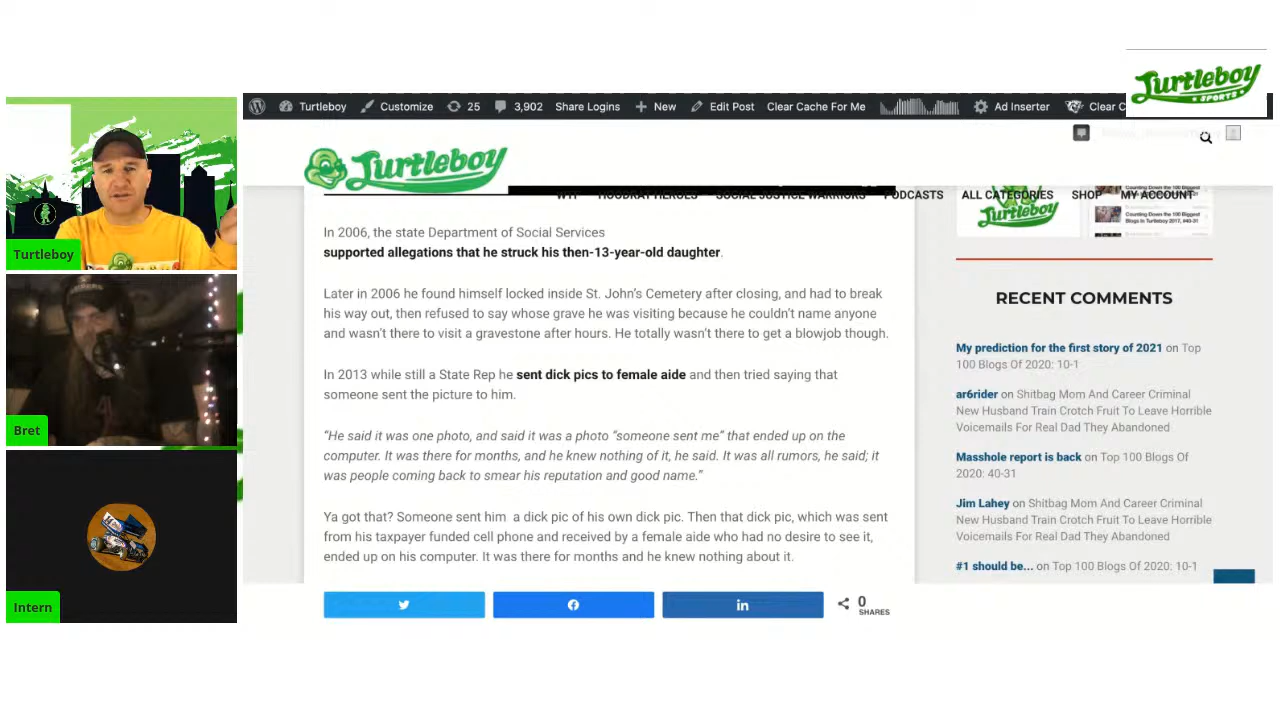 Turtleboy
SPORTS
Turtleboy Customize 25 3,902 Share Logins New Edit Post Clear Cache For Me Ad Inserter Clear C
Turtleboy
HOODRAT HEROES SOCIAL JUSTICE WARRIORS PODCASTS ALL CATEGORIES SHOP MY ACCOUNT
Turtleboy
Bret
Intern
In 2006, the state Department of Social Services
supported allegations that he struck his then-13-year-old daughter.
Later in 2006 he found himself locked inside St. John's Cemetery after closing, and had to break
his way out, then refused to say whose grave he was visiting because he couldn't name anyone
and wasn't there to visit a gravestone after hours. He totally wasn't there to get a blowjob though.
In 2013 while still a State Rep he sent dick pics to female aide and then tried saying that
someone sent the picture to him.
“He said it was one photo, and said it was a photo “someone sent me” that ended up on the
computer. It was there for months, and he knew nothing of it, he said. It was all rumors, he said; it
was people coming back to smear his reputation and good name.”
Ya got that? Someone sent him a dick pic of his own dick pic. Then that dick pic, which was sent
from his taxpayer funded cell phone and received by a female aide who had no desire to see it,
ended up on his computer. It was there for months and he knew nothing about it.
0
SHARES
Turtleboy
Counting Down the 100 Biggest
Blogs In Turtleboy 2017, #40-31
RECENT COMMENTS
My prediction for the first story of 2021 on Top
100 Blogs Of 2020: 10-1
ar6rider on Shitbag Mom And Career Criminal
New Husband Train Crotch Fruit To Leave Horrible
Voicemails For Real Dad They Abandoned
Masshole report is back on Top 100 Blogs Of
2020: 40-31
Jim Lahey on Shitbag Mom And Career Criminal
New Husband Train Crotch Fruit To Leave Horrible
Voicemails For Real Dad They Abandoned
#1 should be... on Top 100 Blogs Of 2020: 10-1